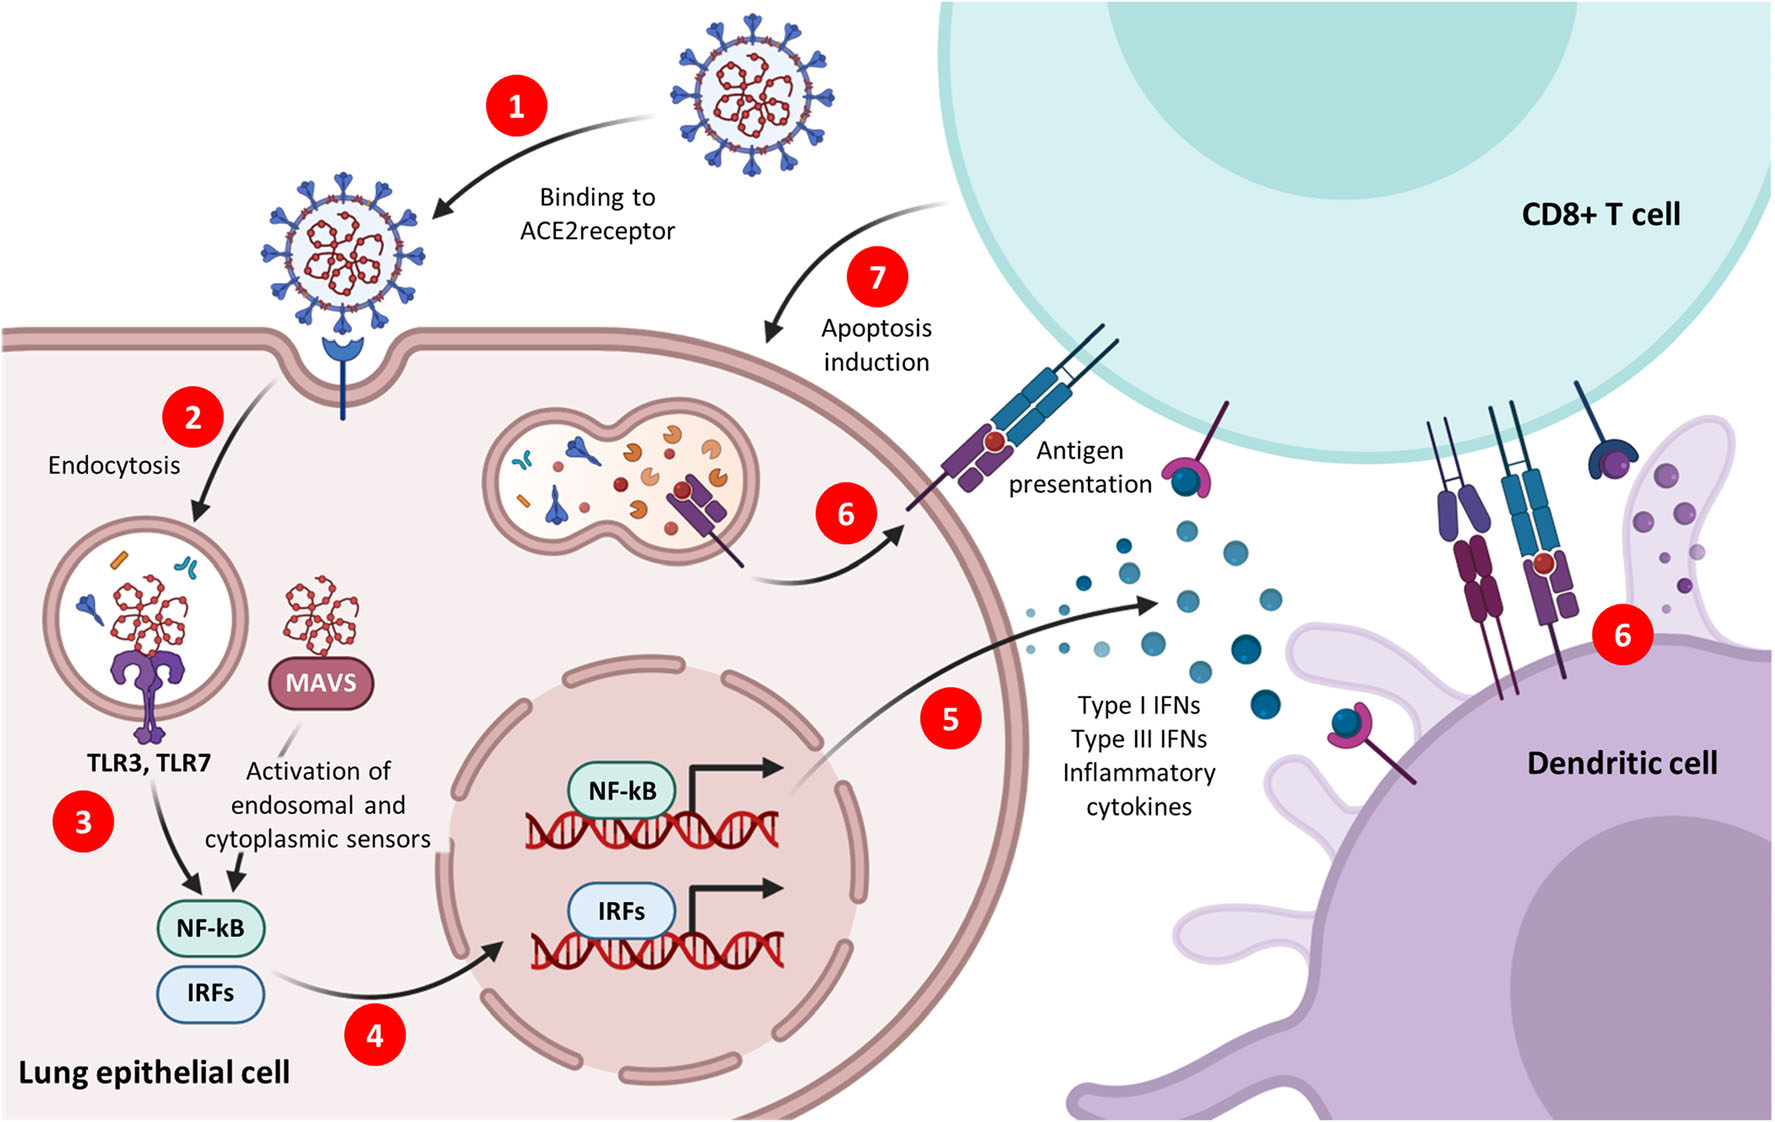 1
Binding to
ACE2receptor
CD8+ T cell
7
Apoptosis
induction
2
Endocytosis
6
Antigen
presentation
MAVS
TLR3, TLR7
3
Activation of
endosomal and
cytoplasmic sensors
NF-kB
IRFs
4
NF-kB
IRFs
5
Type I IFNs
Type III IFNs
Inflammatory
cytokines
6
Dendritic cell
Lung epithelial cell